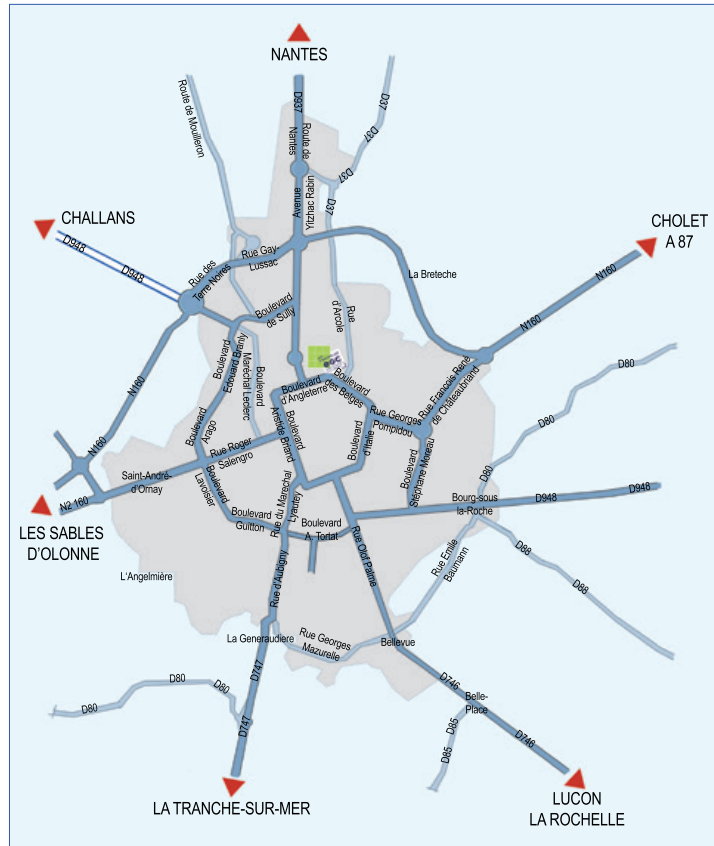 NANTES
D937
Route de
Nantes
Route de Mouilleron
D37
D37
D37
D37
Avenue
Yitzhac Rabin
CHALLANS
D948
D948
CHOLET
A 87
N160
N160
Rue des
Terre Noires
Rue Gay-
Lussac
La Breteche
Boulevard
de Sully
Rue
d'Arcole
N160
N160
Boulevard
Edouard Branly
Boulevard
Maréchal Leclerc
BGC
Boulevard
d'Angleterre
Boulevard
des Belges
Rue François René
de Châteaubriand
D80
D80
D80
Rue Georges
Pompidou
Boulevard
Arago
Boulevard
Aristide Briand
Boulevard
d'Italie
Rue Roger
Salengro
Boulevard
Stéphane Moreau
Saint-André-
d'Ornay
N2 160
LES SABLES
D'OLONNE
Boulevard
Lavoisier
Rue du Marechal
Lyautey
Bourg-sous
la-Roche
D948
D948
Boulevard
Guitton
Boulevard
A. Tortat
Rue Olof Palme
Rue Emile
Baumann
D88
D88
L'Angelmière
Rue d'Aubigny
La Generaudiere
Rue Georges
Mazurelle
Bellevue
D747
D747
D80
D80
D80
D746
Belle-
Place
D85
D85
D746
LA TRANCHE-SUR-MER
LUCON
LA ROCHELLE